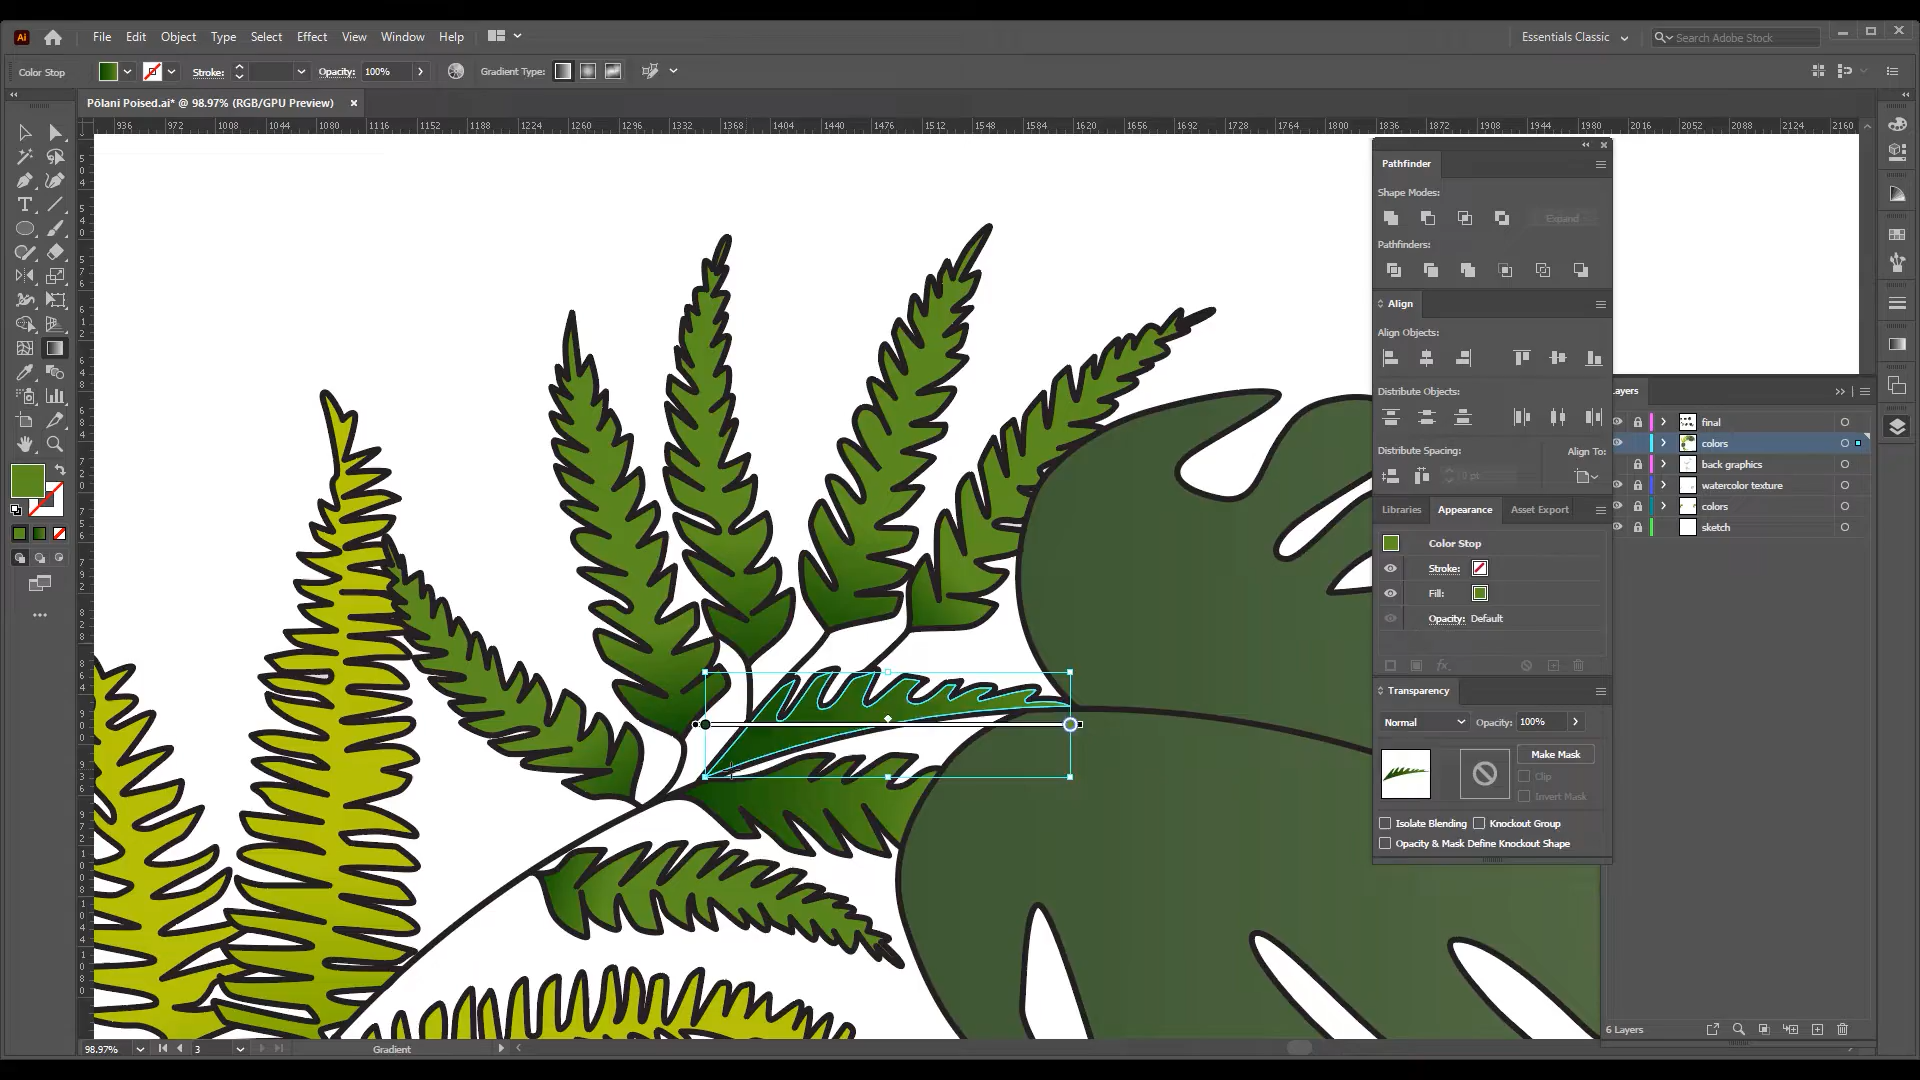 Ai File Edit Object Type Select Effect View Window Help Essentials Classic Search Adobe Stock
Color Stop Stroke: Opacity: 100% Gradient Type:
Pōlani Poised.ai* @ 98.97% (RGB/GPU Preview)
936 972 1008 1044 1080 1116 1152 1188 1224 1260 1296 1332 1368 1404 1440 1476 1512 1548 1584 1620 1656 1692 1728 1764 1800 1836 1872 1908 1944 1980 2016 2052 2088 2124 2160
Pathfinder
Shape Modes:
Expand
Pathfinders:
Align
Align Objects:
Distribute Objects:
Distribute Spacing: Align To:
0 px
Libraries Appearance Asset Export
Color Stop
Stroke:
Fill:
Opacity: Default
Transparency
Normal Opacity: 100%
Make Mask
Clip
Invert Mask
Isolate Blending Knockout Group
Opacity & Mask Define Knockout Shape
Layers
final
colors
back graphics
watercolor texture
colors
sketch
6 Layers
98.97% 3 Gradient